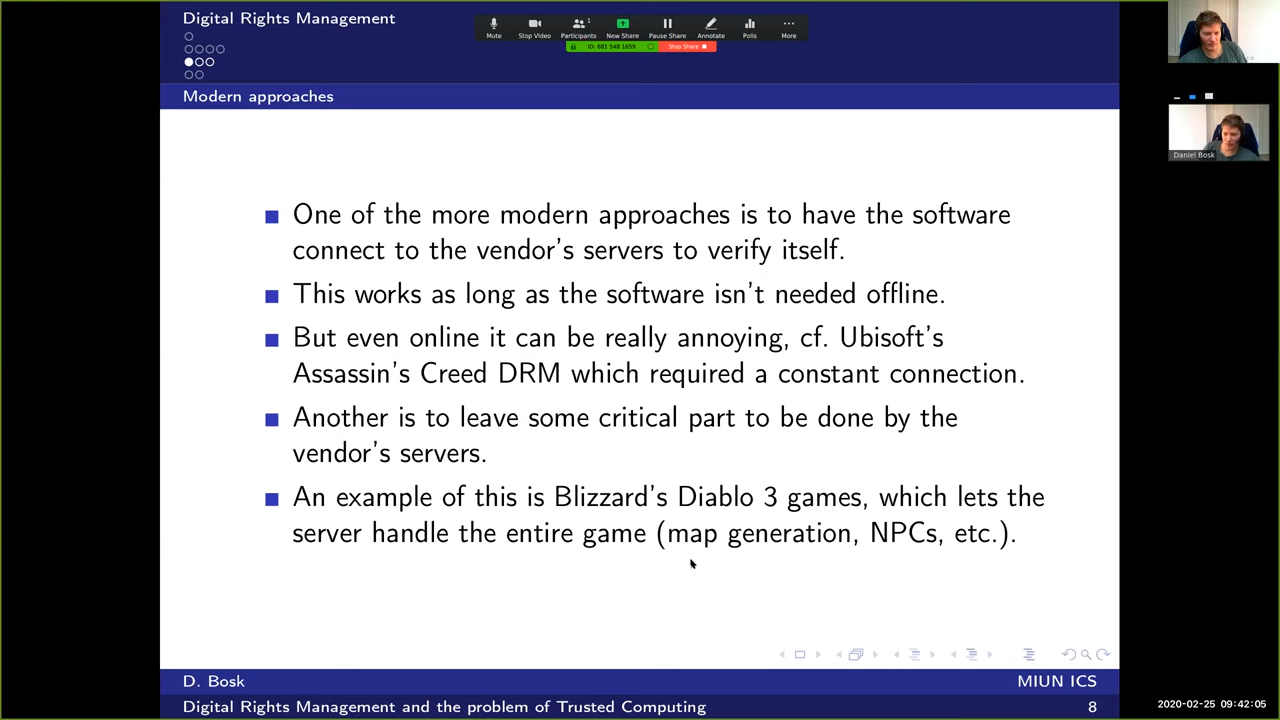 Digital Rights Management
Mute
Stop Video
1
Participants
New Share
Pause Share
Annotate
Polls
More
ID: 681 548 1659
Stop Share
Modern approaches
One of the more modern approaches is to have the software
connect to the vendor's servers to verify itself.
This works as long as the software isn't needed offline.
But even online it can be really annoying, cf. Ubisoft's
Assassin's Creed DRM which required a constant connection.
Another is to leave some critical part to be done by the
vendor's servers.
An example of this is Blizzard's Diablo 3 games, which lets the
server handle the entire game (map generation, NPCs, etc.).
Daniel Bosk
D. Bosk
MIUN ICS
Digital Rights Management and the problem of Trusted Computing
8
2020-02-25 09:42:05